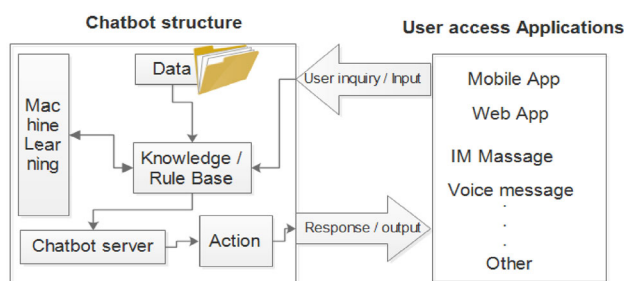 Chatbot structure
User access Applications
Data
User inquiry / Input
Mac
hine
Lear
ning
Knowledge /
Rule Base
Chatbot server
Action
Response / output
Mobile App
Web App
IM Massage
Voice message
.
.
.
Other